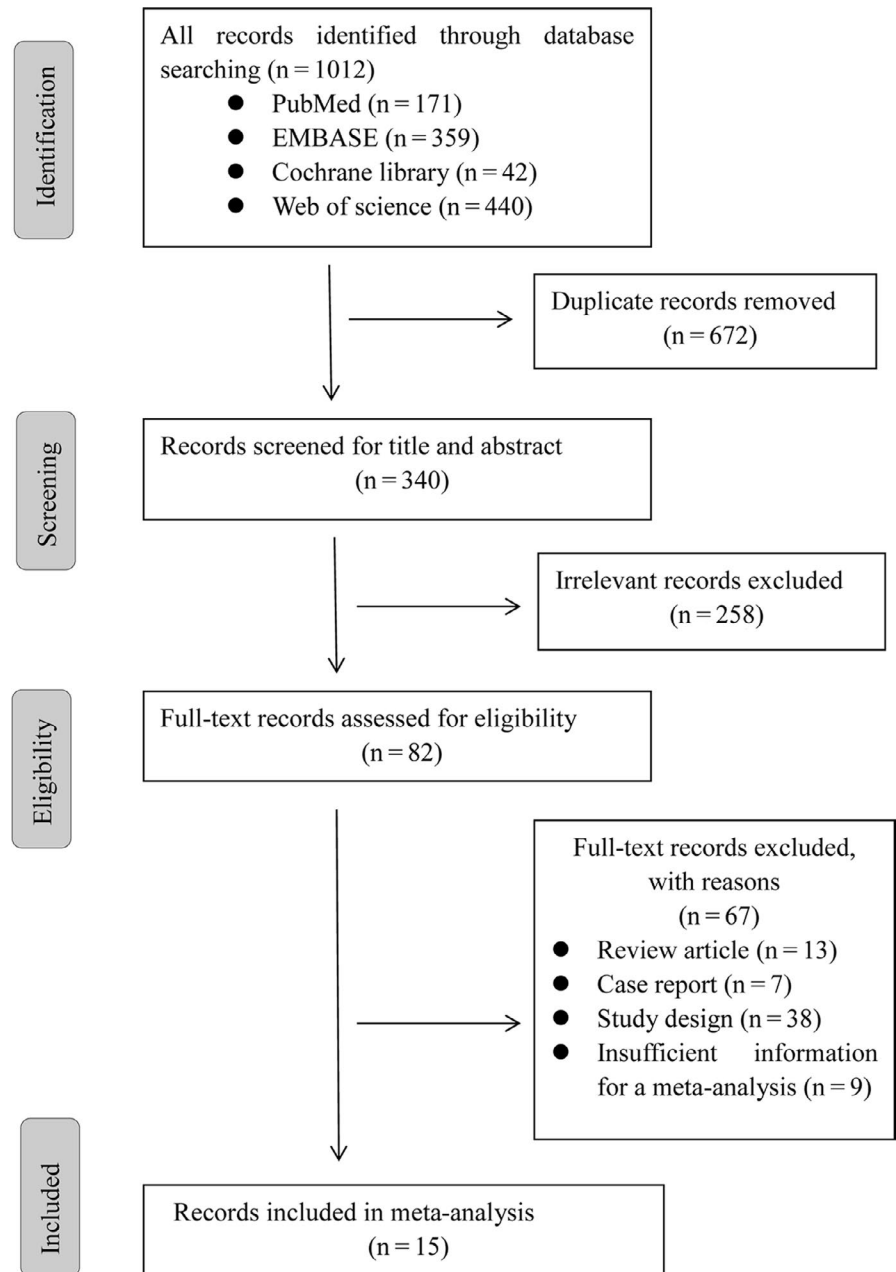 Identification
All records identified through database
searching (n = 1012)
● PubMed (n = 171)
● EMBASE (n = 359)
● Cochrane library (n = 42)
● Web of science (n = 440)
Duplicate records removed
(n = 672)
Screening
Records screened for title and abstract
(n = 340)
Irrelevant records excluded
(n = 258)
Eligibility
Full-text records assessed for eligibility
(n = 82)
Full-text records excluded,
with reasons
(n = 67)
● Review article (n = 13)
● Case report (n = 7)
● Study design (n = 38)
● Insufficient information
for a meta-analysis (n = 9)
Included
Records included in meta-analysis
(n = 15)